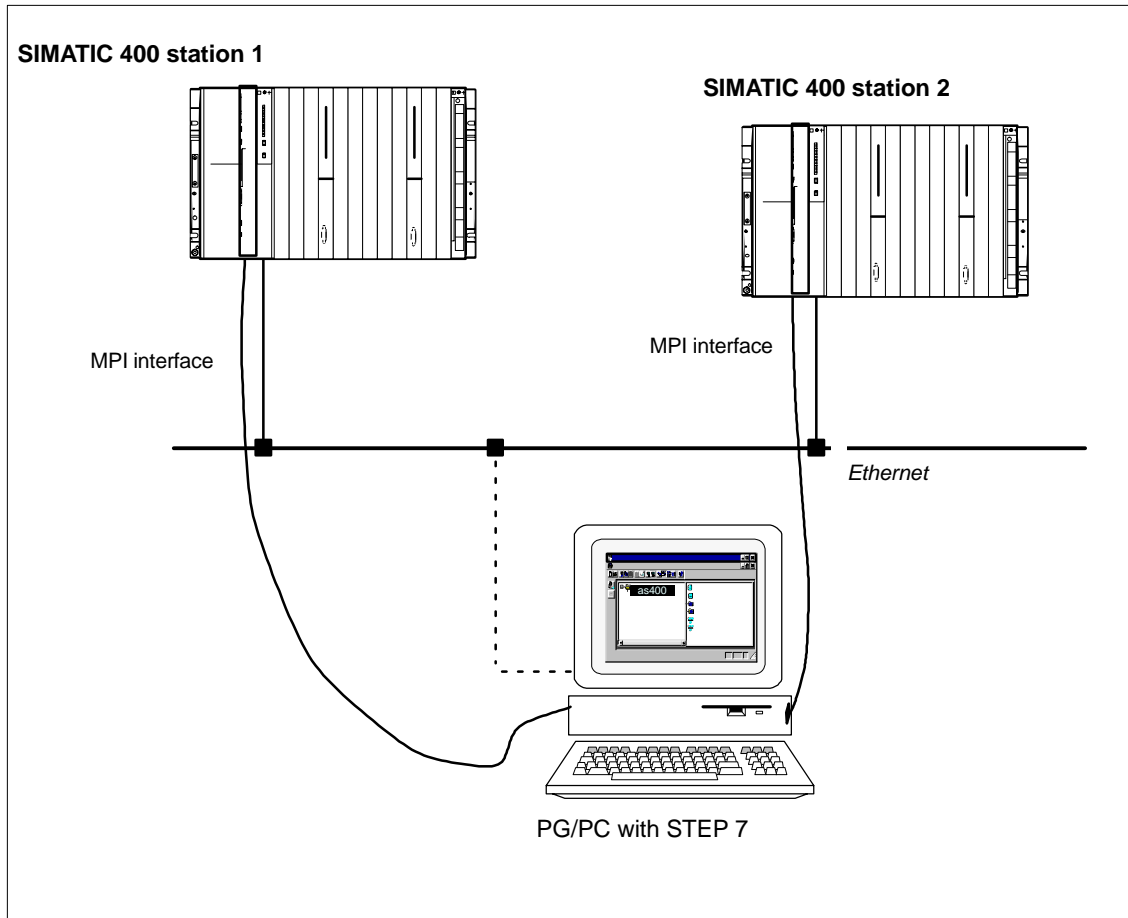 SIMATIC 400 station 1
SIMATIC 400 station 2
MPI interface
MPI interface
Ethernet
as400
PG/PC with STEP 7